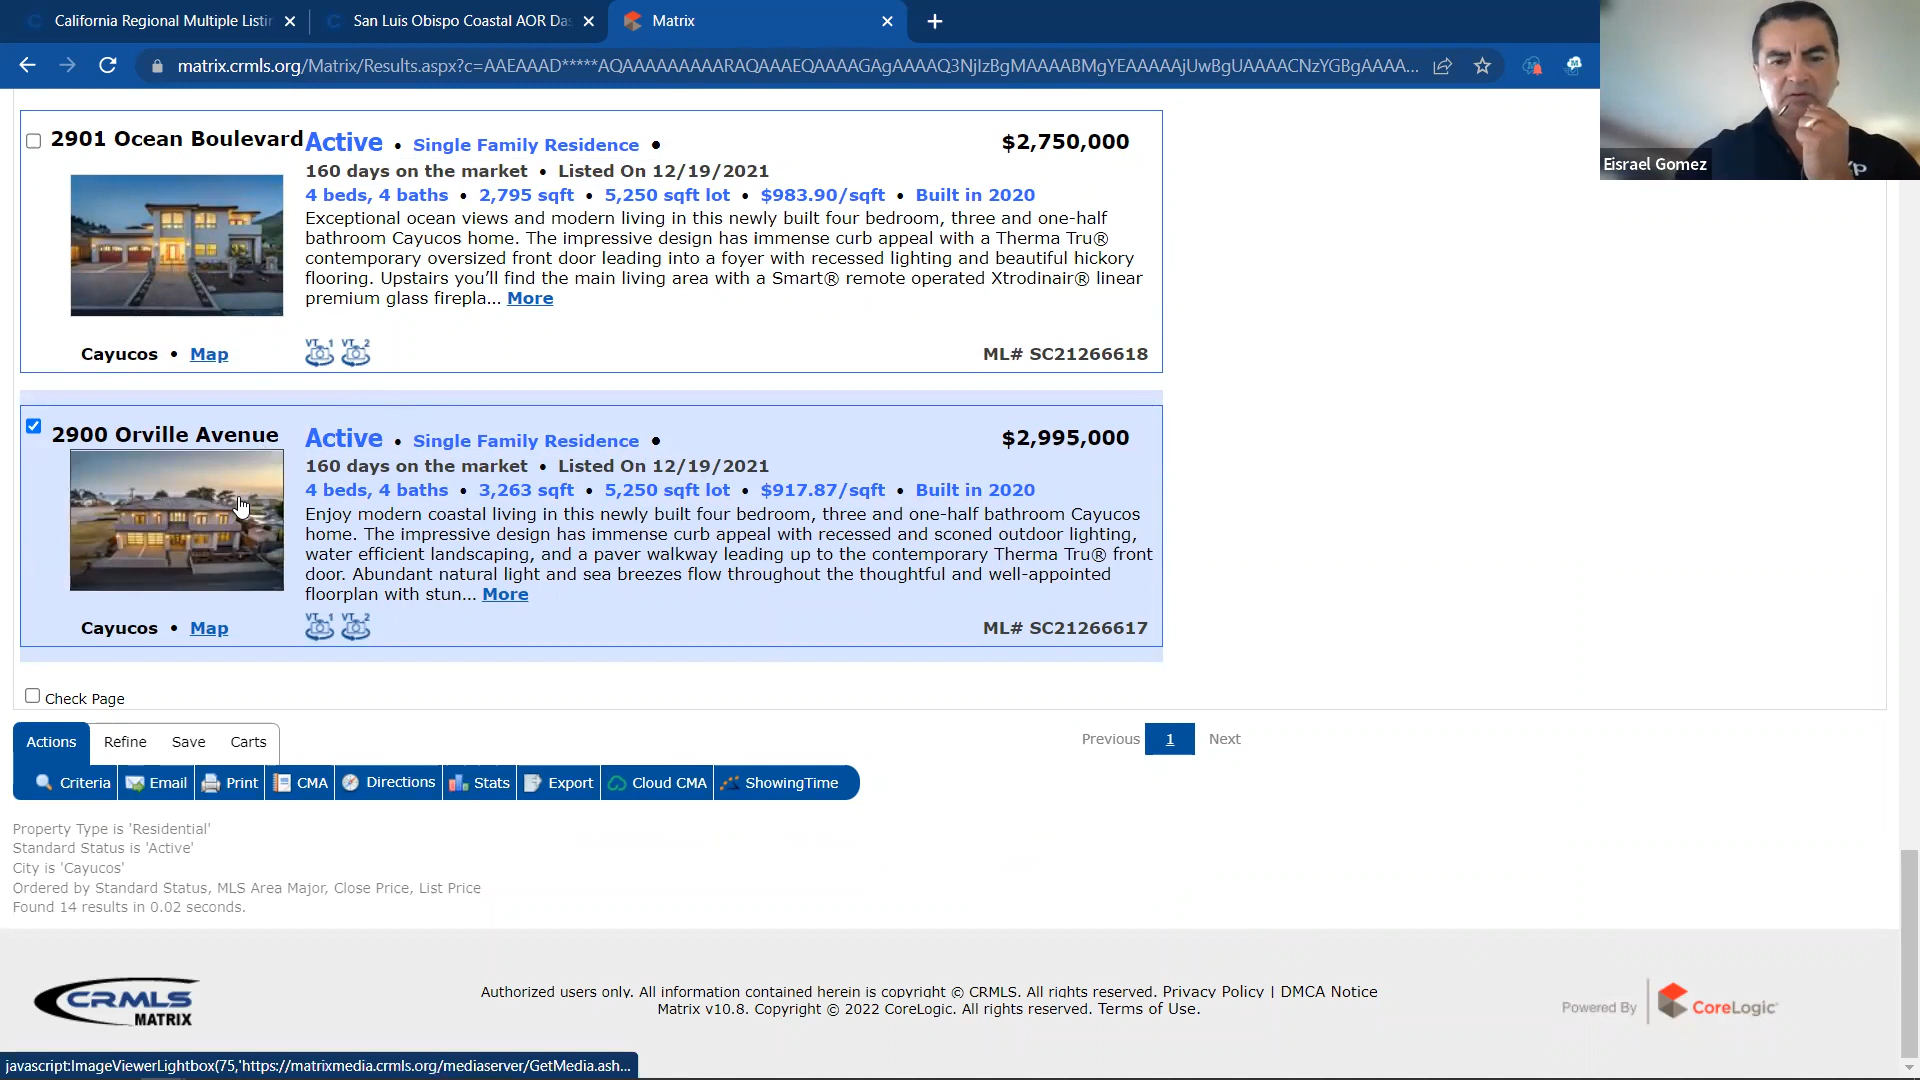 California Regional Multiple Listi
San Luis Obispo Coastal AOR Das
Matrix
matrix.crmls.org/Matrix/Results.aspx?c=AAEAAAD*****AQAAAAAAAAARAQAAAEQAAAAGAgAAAAQ3NjIzBgMAAAABMgYEAAAAAjUwBgUAAAACNzYGBgAAAA...
Eisrael Gomez
2901 Ocean Boulevard
Active • Single Family Residence •
$2,750,000
160 days on the market • Listed On 12/19/2021
4 beds, 4 baths • 2,795 sqft • 5,250 sqft lot • $983.90/sqft • Built in 2020
Exceptional ocean views and modern living in this newly built four bedroom, three and one-half
bathroom Cayucos home. The impressive design has immense curb appeal with a Therma Tru®
contemporary oversized front door leading into a foyer with recessed lighting and beautiful hickory
flooring. Upstairs you’ll find the main living area with a Smart® remote operated Xtrodinair® linear
premium glass firepla... More
Cayucos • Map
VT 1 VT 2
ML# SC21266618
2900 Orville Avenue
Active • Single Family Residence •
$2,995,000
160 days on the market • Listed On 12/19/2021
4 beds, 4 baths • 3,263 sqft • 5,250 sqft lot • $917.87/sqft • Built in 2020
Enjoy modern coastal living in this newly built four bedroom, three and one-half bathroom Cayucos
home. The impressive design has immense curb appeal with recessed and sconed outdoor lighting,
water efficient landscaping, and a paver walkway leading up to the contemporary Therma Tru® front
door. Abundant natural light and sea breezes flow throughout the thoughtful and well-appointed
floorplan with stun... More
Cayucos • Map
VT 1 VT 2
ML# SC21266617
Check Page
Actions Refine Save Carts
Previous 1 Next
Criteria Email Print CMA Directions Stats Export Cloud CMA ShowingTime
Property Type is 'Residential'
Standard Status is 'Active'
City is 'Cayucos'
Ordered by Standard Status, MLS Area Major, Close Price, List Price
Found 14 results in 0.02 seconds.
CRMLS
MATRIX
Authorized users only. All information contained herein is copyright © CRMLS. All rights reserved. Privacy Policy | DMCA Notice
Matrix v10.8. Copyright © 2022 CoreLogic. All rights reserved. Terms of Use.
Powered By CoreLogic
javascript:ImageViewerLightbox(75,'https://matrixmedia.crmls.org/mediaserver/GetMedia.ash...